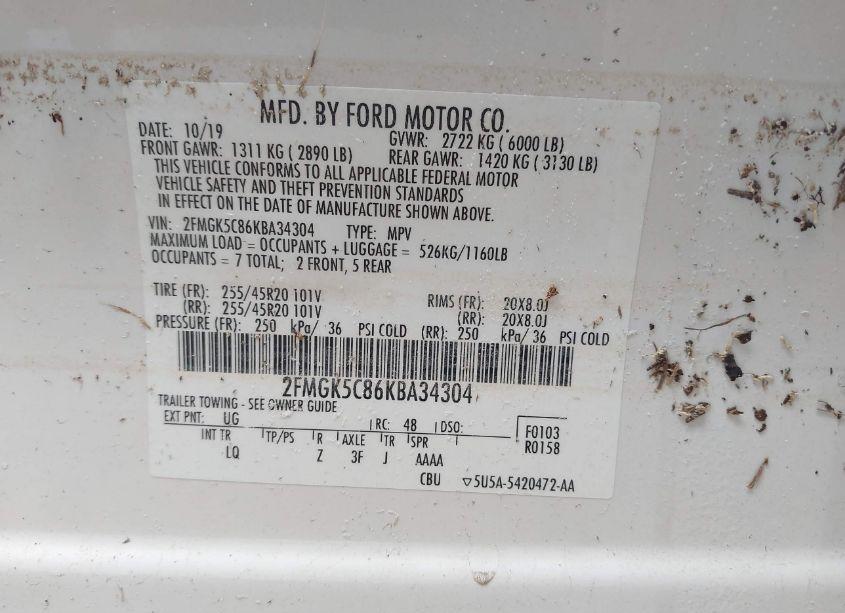 MFD. BY FORD MOTOR CO.
DATE: 10/19 GVWR: 2722 KG ( 6000 LB)
FRONT GAWR: 1311 KG ( 2890 LB) REAR GAWR: 1420 KG ( 3130 LB)
THIS VEHICLE CONFORMS TO ALL APPLICABLE FEDERAL MOTOR
VEHICLE SAFETY AND THEFT PREVENTION STANDARDS
IN EFFECT ON THE DATE OF MANUFACTURE SHOWN ABOVE.
VIN: 2FMGK5C86KBA34304 TYPE: MPV
MAXIMUM LOAD = OCCUPANTS + LUGGAGE = 526KG/1160LB
OCCUPANTS = 7 TOTAL; 2 FRONT, 5 REAR
TIRE (FR): 255/45R20 101V RIMS (FR): 20X8.0J
(RR): 255/45R20 101V (RR): 20X8.0J
PRESSURE (FR): 250 kPa/ 36 PSI COLD (RR): 250 kPa/ 36 PSI COLD
2FMGK5C86KBA34304
TRAILER TOWING - SEE OWNER GUIDE
EXT PNT: UG RC: 48 DSO: F0103
INT TR TP/PS R AXLE TR SPR R0158
LQ Z 3F J AAAA
CBU ▽5U5A-5420472-AA